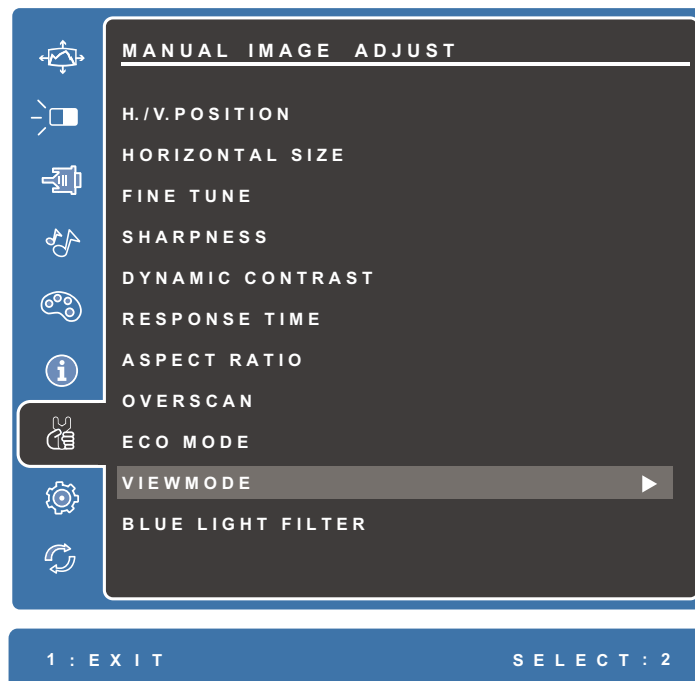 MANUAL IMAGE ADJUST
H./V.POSITION
HORIZONTAL SIZE
FINE TUNE
SHARPNESS
DYNAMIC CONTRAST
RESPONSE TIME
ASPECT RATIO
OVERSCAN
ECO MODE
VIEWMODE
BLUE LIGHT FILTER
1:EXIT SELECT:2